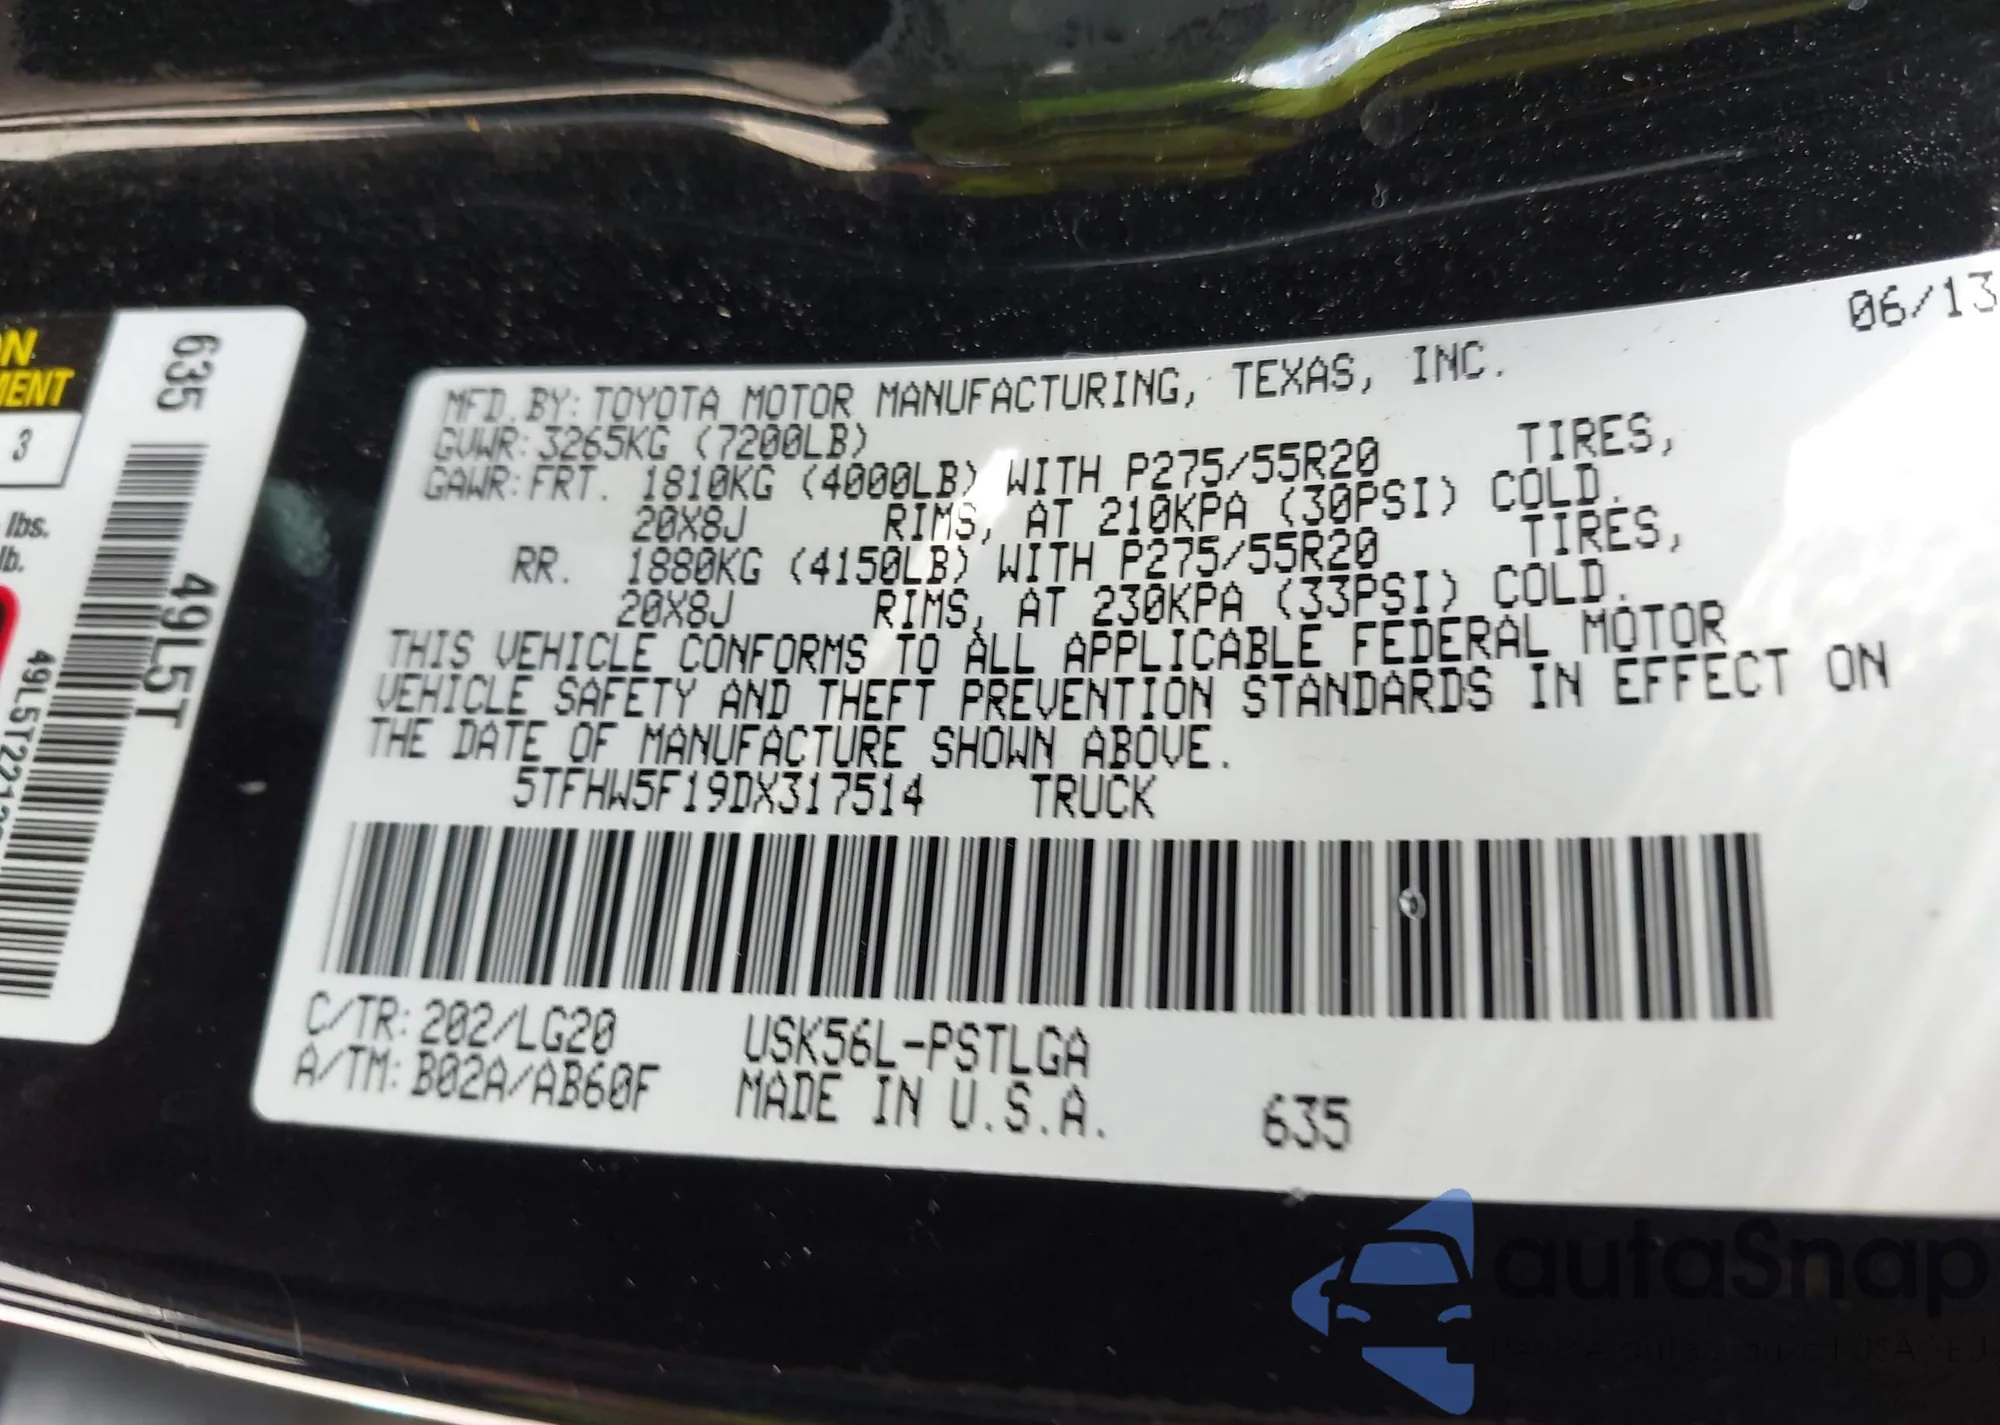 06/13
MFD. BY: TOYOTA MOTOR MANUFACTURING, TEXAS, INC.
GVWR: 3265KG (7200LB)
GAWR: FRT. 1810KG (4000LB) WITH P275/55R20 TIRES,
20X8J RIMS, AT 210KPA (30PSI) COLD.
RR. 1880KG (4150LB) WITH P275/55R20 TIRES,
20X8J RIMS, AT 230KPA (33PSI) COLD.
THIS VEHICLE CONFORMS TO ALL APPLICABLE FEDERAL MOTOR
VEHICLE SAFETY AND THEFT PREVENTION STANDARDS IN EFFECT ON
THE DATE OF MANUFACTURE SHOWN ABOVE.
5TFHW5F19DX317514 TRUCK
C/TR: 202/LG20 USK56L-PSTLGA
A/TM: B02A/AB60F MADE IN U.S.A. 635
635
49L5T
3
lbs.
lb.
autaSnap